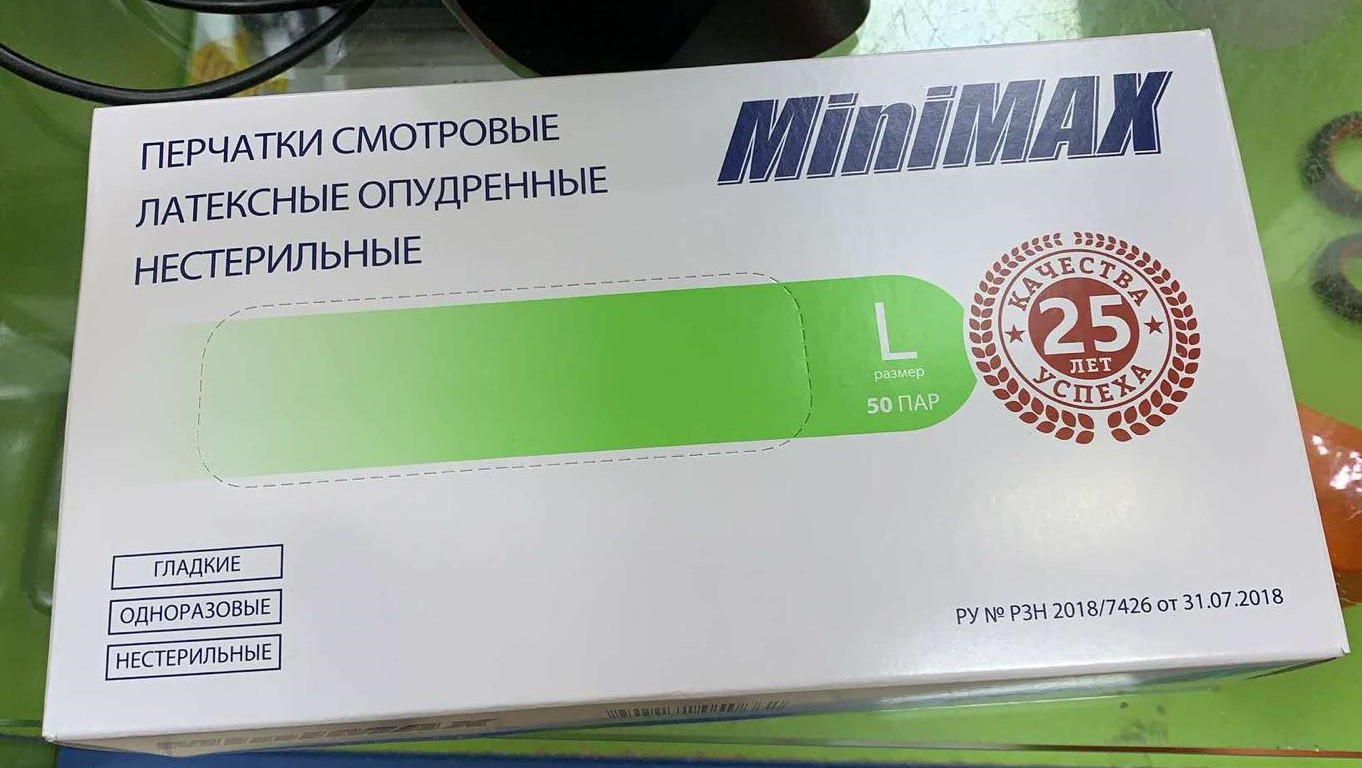 ПЕРЧАТКИ СМОТРОВЫЕ
ЛАТЕКСНЫЕ ОПУДРЕННЫЕ
НЕСТЕРИЛЬНЫЕ
MiniMAX
L
размер
50 ПАР
КАЧЕСТВА
25
ЛЕТ
УСПЕХА
ГЛАДКИЕ
ОДНОРАЗОВЫЕ
НЕСТЕРИЛЬНЫЕ
РУ № РЗН 2018/7426 от 31.07.2018
MiniMAX